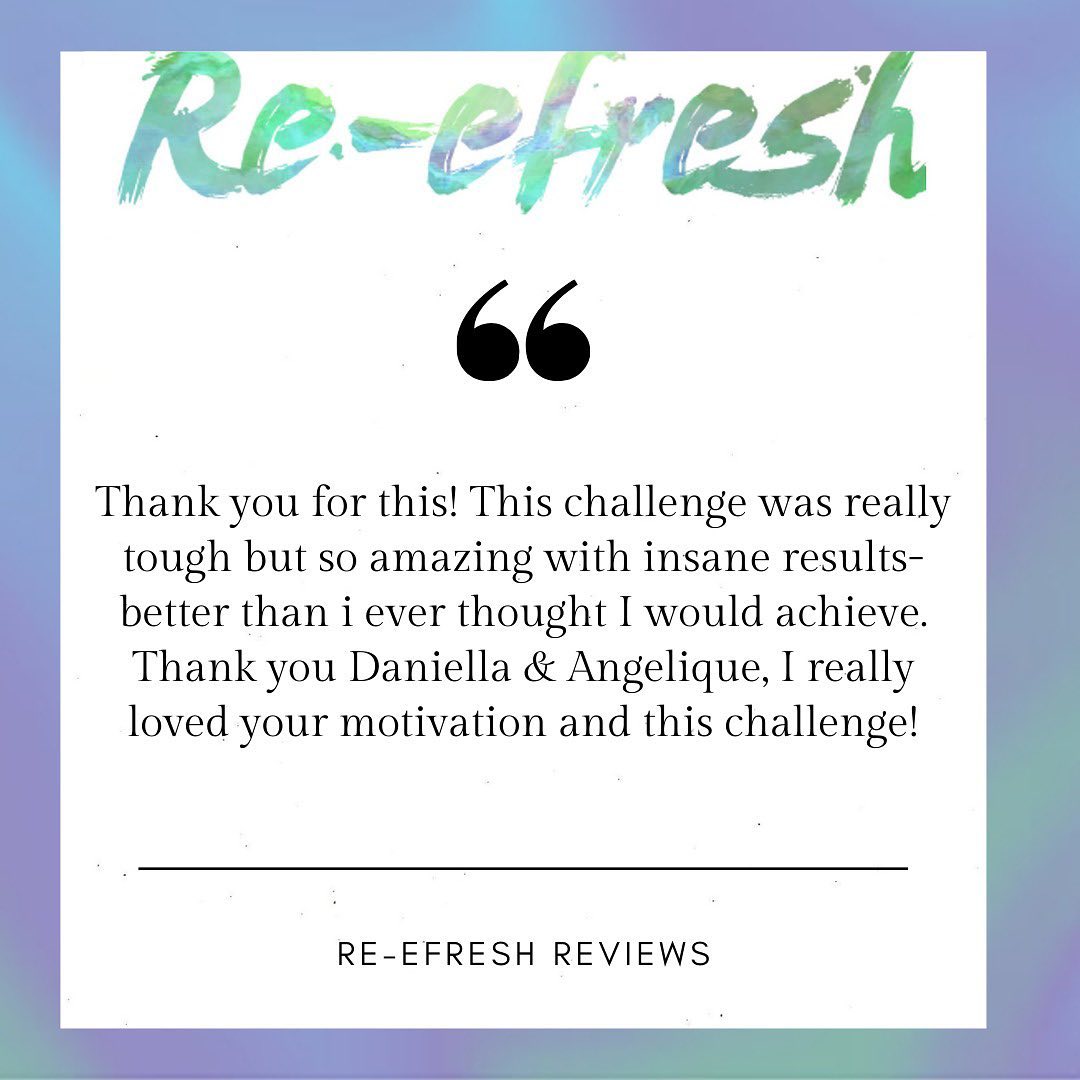 Re-efresh
“
Thank you for this! This challenge was really
tough but so amazing with insane results-
better than i ever thought I would achieve.
Thank you Daniella & Angelique, I really
loved your motivation and this challenge!
RE-EFRESH REVIEWS